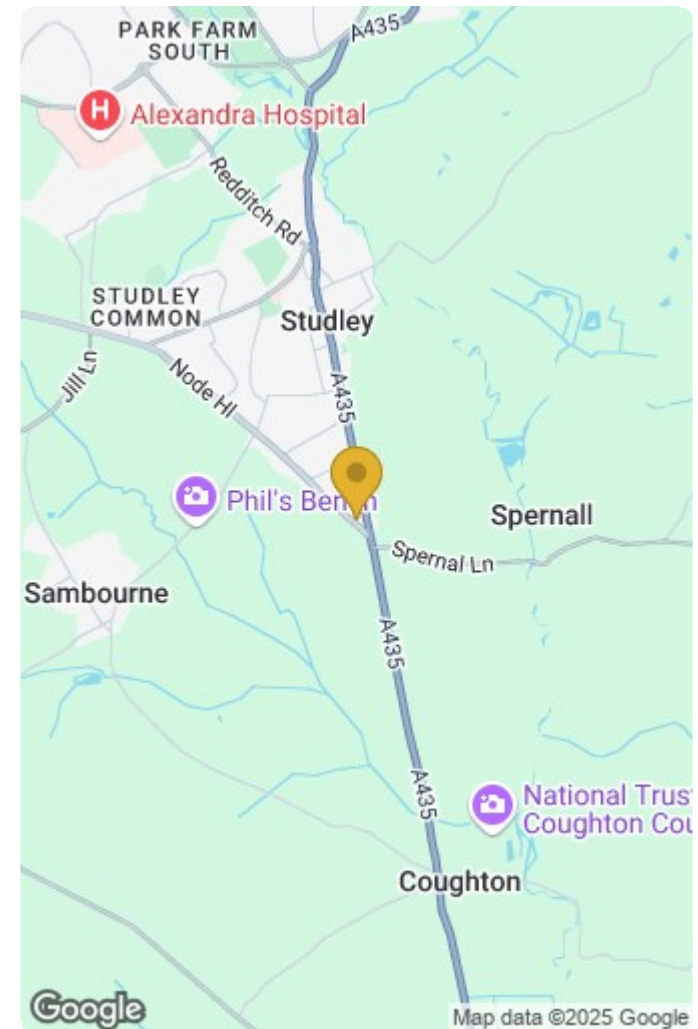 PARK FARM
SOUTH
A435
H
Alexandra Hospital
Redditch Rd
STUDLEY
COMMON
Studley
Jill Ln
Node Hl
A435
Phil's
Spernall
Spernal Ln
Sambourne
A435
A435
National
Coughton
Coughton
Google
Map data ©2025 Google